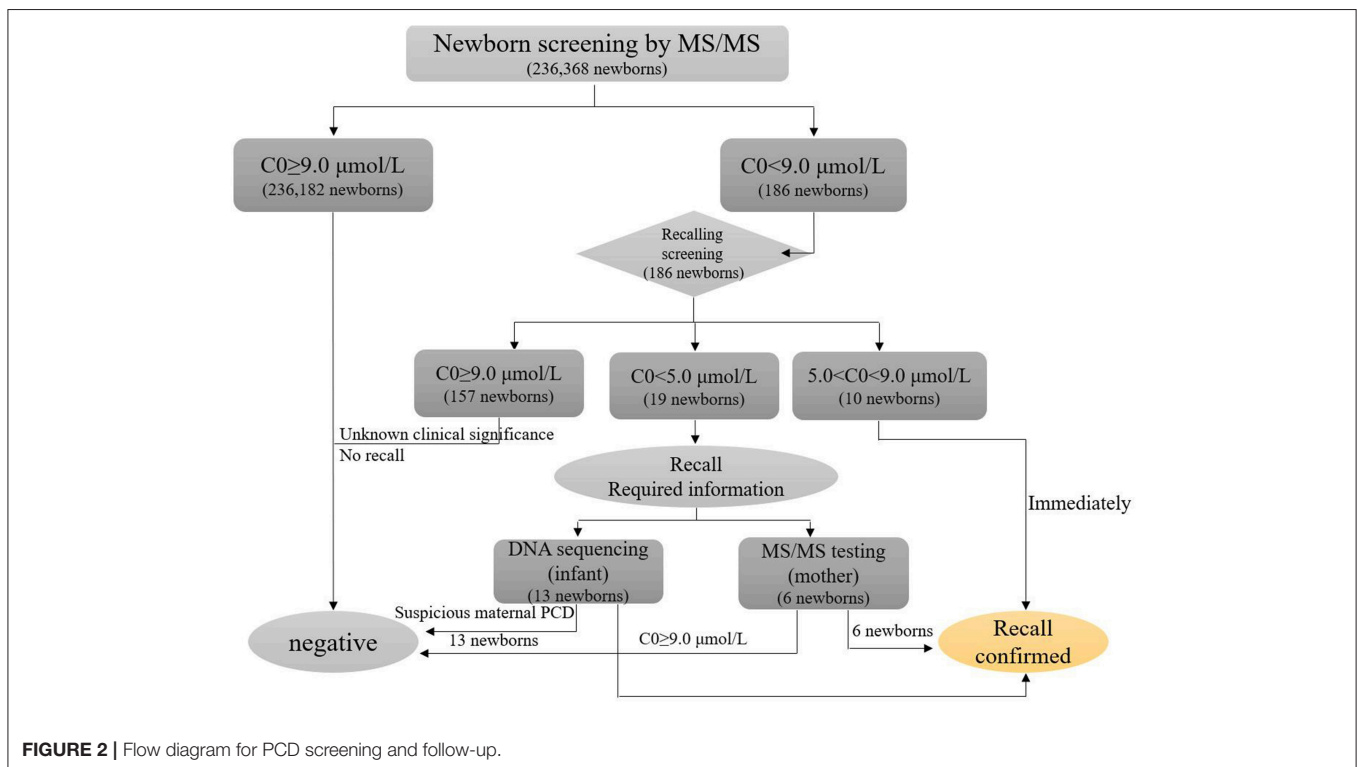 Newborn screening by MS/MS
(236,368 newborns)
C0≥9.0 μmol/L
(236,182 newborns)
C0<9.0 μmol/L
(186 newborns)
Recalling
screening
(186 newborns)
C0≥9.0 μmol/L
(157 newborns)
C0<5.0 μmol/L
(19 newborns)
5.0<C0<9.0 μmol/L
(10 newborns)
Unknown clinical significance
No recall
Recall
Required information
Immediately
DNA sequencing
(infant)
(13 newborns)
MS/MS testing
(mother)
(6 newborns)
Suspicious maternal PCD
13 newborns
C0≥9.0 μmol/L
6 newborns
negative
Recall
confirmed
FIGURE 2 | Flow diagram for PCD screening and follow-up.